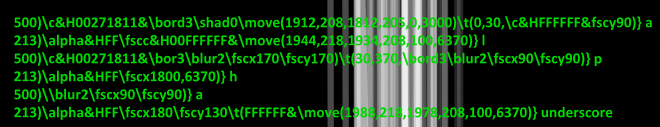 500)\c&H00271811&\bord3\shad0\move(1912,208,1812,205,0,3000)\t(0,30,\c&HFFFFFF&fscy90)} a
213)\alpha&HFF\fscc&H00FFFFFF&\move(1944,218,1934,208,100,6370)} l
500)\c&H00271811&\bor3\blur2\fscx170\fscy170)\t(30,370,\bord3\blur2\fscx90\fscy90)} p
213)\alpha&HFF\fscx1800,6370)} h
500)\\blur2\fscx90\fscy90)} a
213)\alpha&HFF\fscx180\fscy130\t(FFFFFF&\move(1988,218,1978,208,100,6370)} underscore